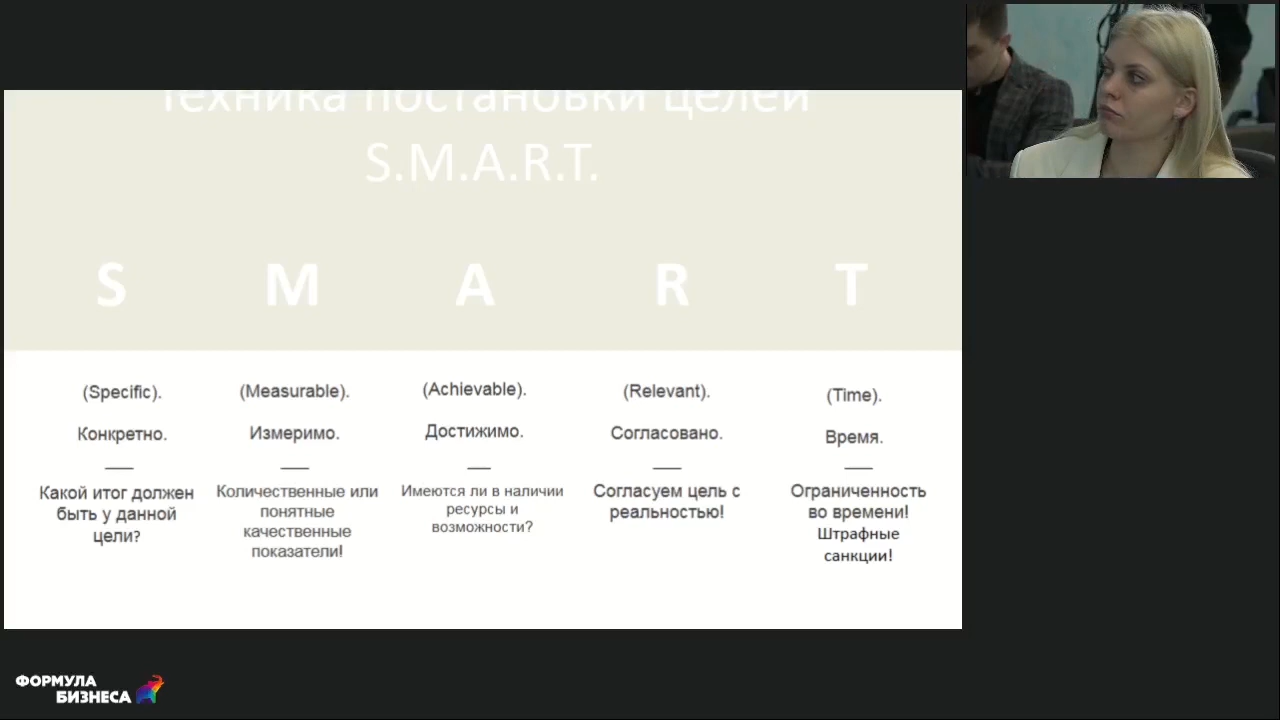 Техника постановки целей
S.M.A.R.T.
S M A R T
(Specific). (Measurable). (Achievable). (Relevant). (Time).
Конкретно. Измеримо. Достижимо. Согласовано. Время.
Какой итог должен
быть у данной
цели?
Количественные или
понятные
качественные
показатели!
Имеются ли в наличии
ресурсы и
возможности?
Согласуем цель с
реальностью!
Ограниченность
во времени!
Штрафные
санкции!
ФОРМУЛА
БИЗНЕСА